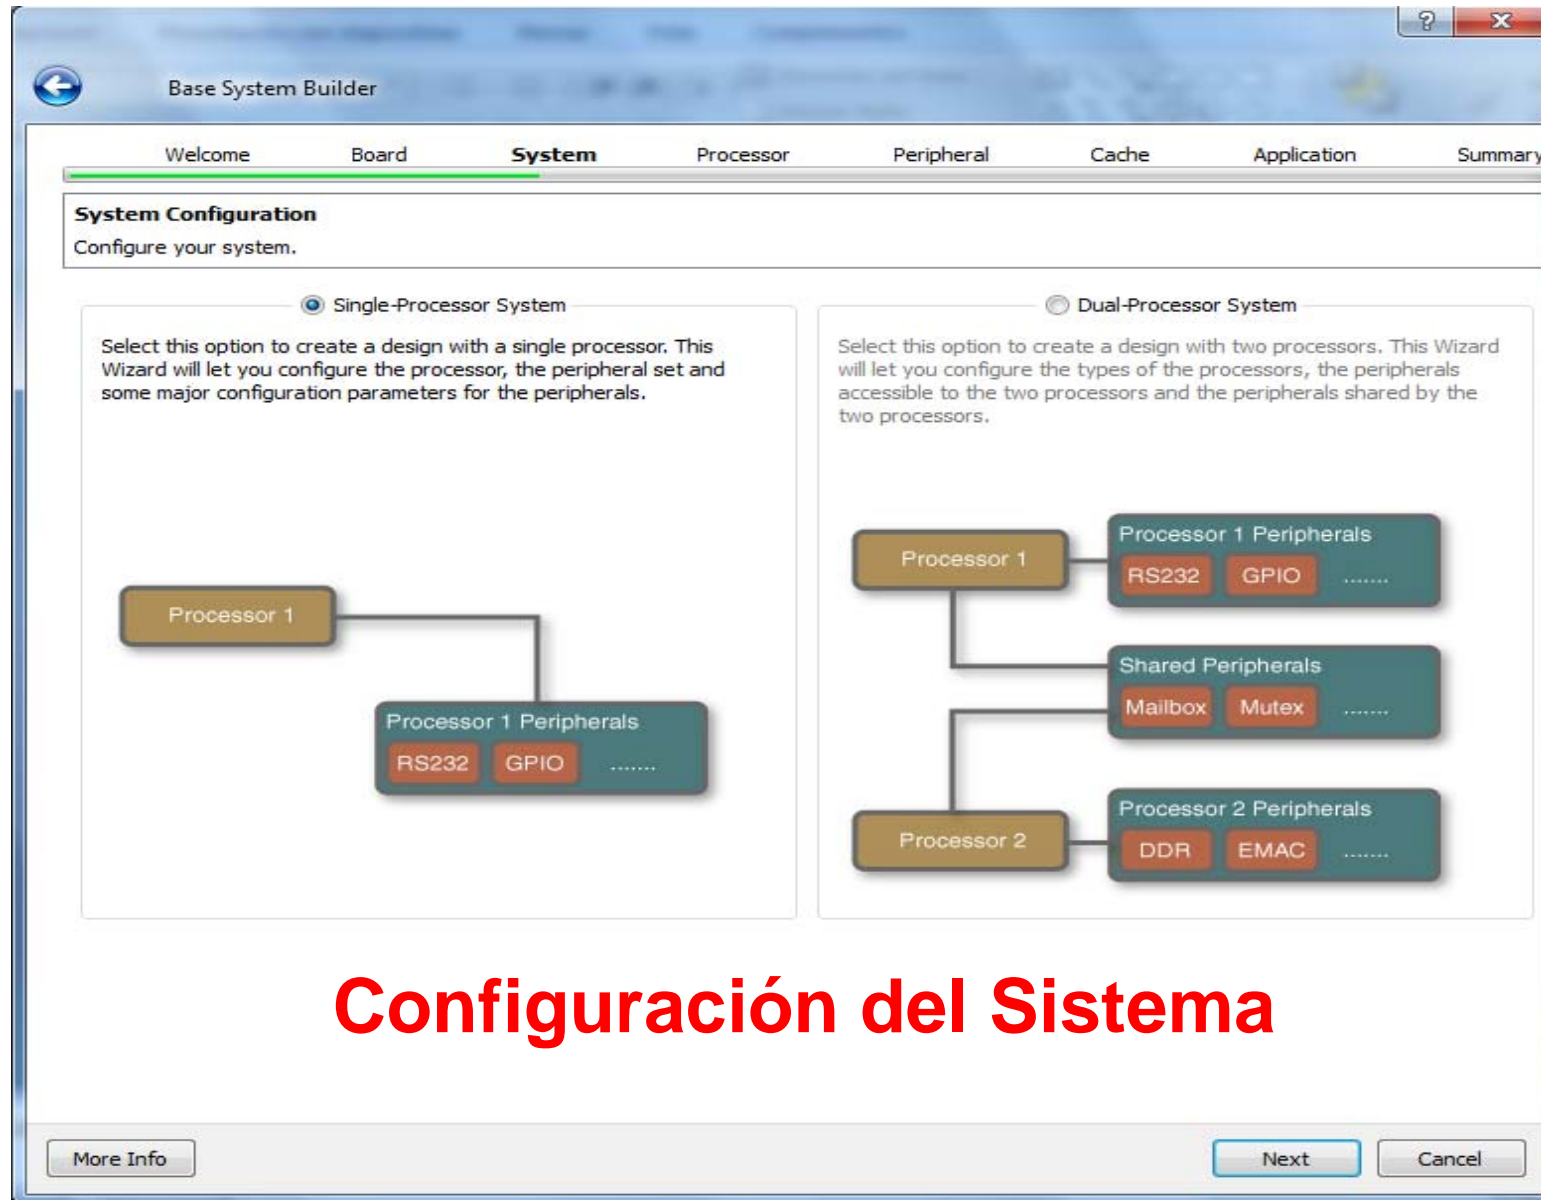 ?
Base System Builder
Welcome Board System Processor Peripheral Cache Application Summary
System Configuration
Configure your system.
Single-Processor System
Select this option to create a design with a single processor. This
Wizard will let you configure the processor, the peripheral set and
some major configuration parameters for the peripherals.
Processor 1
Processor 1 Peripherals
RS232 GPIO .......
Dual-Processor System
Select this option to create a design with two processors. This Wizard
will let you configure the types of the processors, the peripherals
accessible to the two processors and the peripherals shared by the
two processors.
Processor 1
Processor 1 Peripherals
RS232 GPIO .......
Shared Peripherals
Mailbox Mutex .......
Processor 2
Processor 2 Peripherals
DDR EMAC .......
Configuración del Sistema
More Info Next Cancel